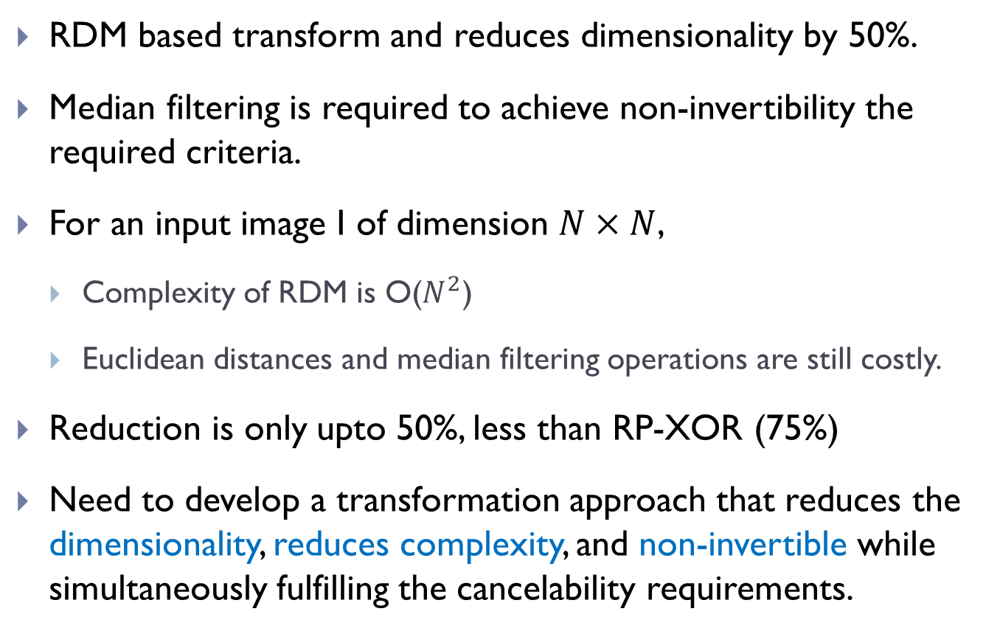 RDM based transform and reduces dimensionality by 50%.
Median filtering is required to achieve non-invertibility the
required criteria.
For an input image I of dimension N × N,
Complexity of RDM is O(N²)
Euclidean distances and median filtering operations are still costly.
Reduction is only upto 50%, less than RP-XOR (75%)
Need to develop a transformation approach that reduces the
dimensionality, reduces complexity, and non-invertible while
simultaneously fulfilling the cancelability requirements.